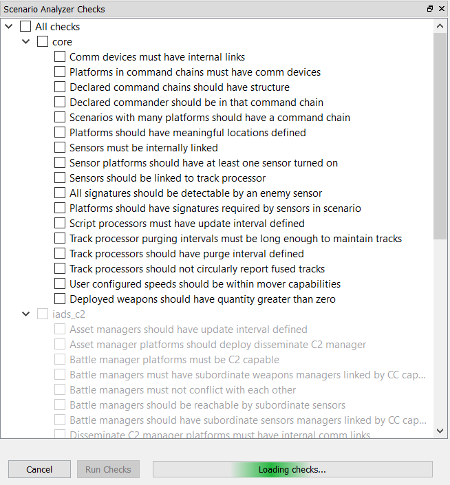 Scenario Analyzer Checks
All checks
core
Comm devices must have internal links
Platforms in command chains must have comm devices
Declared command chains should have structure
Declared commander should be in that command chain
Scenarios with many platforms should have a command chain
Platforms should have meaningful locations defined
Sensors must be internally linked
Sensor platforms should have at least one sensor turned on
Sensors should be linked to track processor
All signatures should be detectable by an enemy sensor
Platforms should have signatures required by sensors in scenario
Script processors must have update interval defined
Track processor purging intervals must be long enough to maintain tracks
Track processors should have purge interval defined
Track processors should not circularly report fused tracks
User configured speeds should be within mover capabilities
Deployed weapons should have quantity greater than zero
iads_c2
Asset managers should have update interval defined
Asset manager platforms should deploy disseminate C2 manager
Battle manager platforms must be C2 capable
Battle managers must have subordinate weapons managers linked by CC cap...
Battle managers must not conflict with each other
Battle managers should be reachable by subordinate sensors
Battle managers should have subordinate sensors managers linked by CC cap...
Disseminate C2 manager platforms must have internal comm links
Cancel
Run Checks
Loading checks...